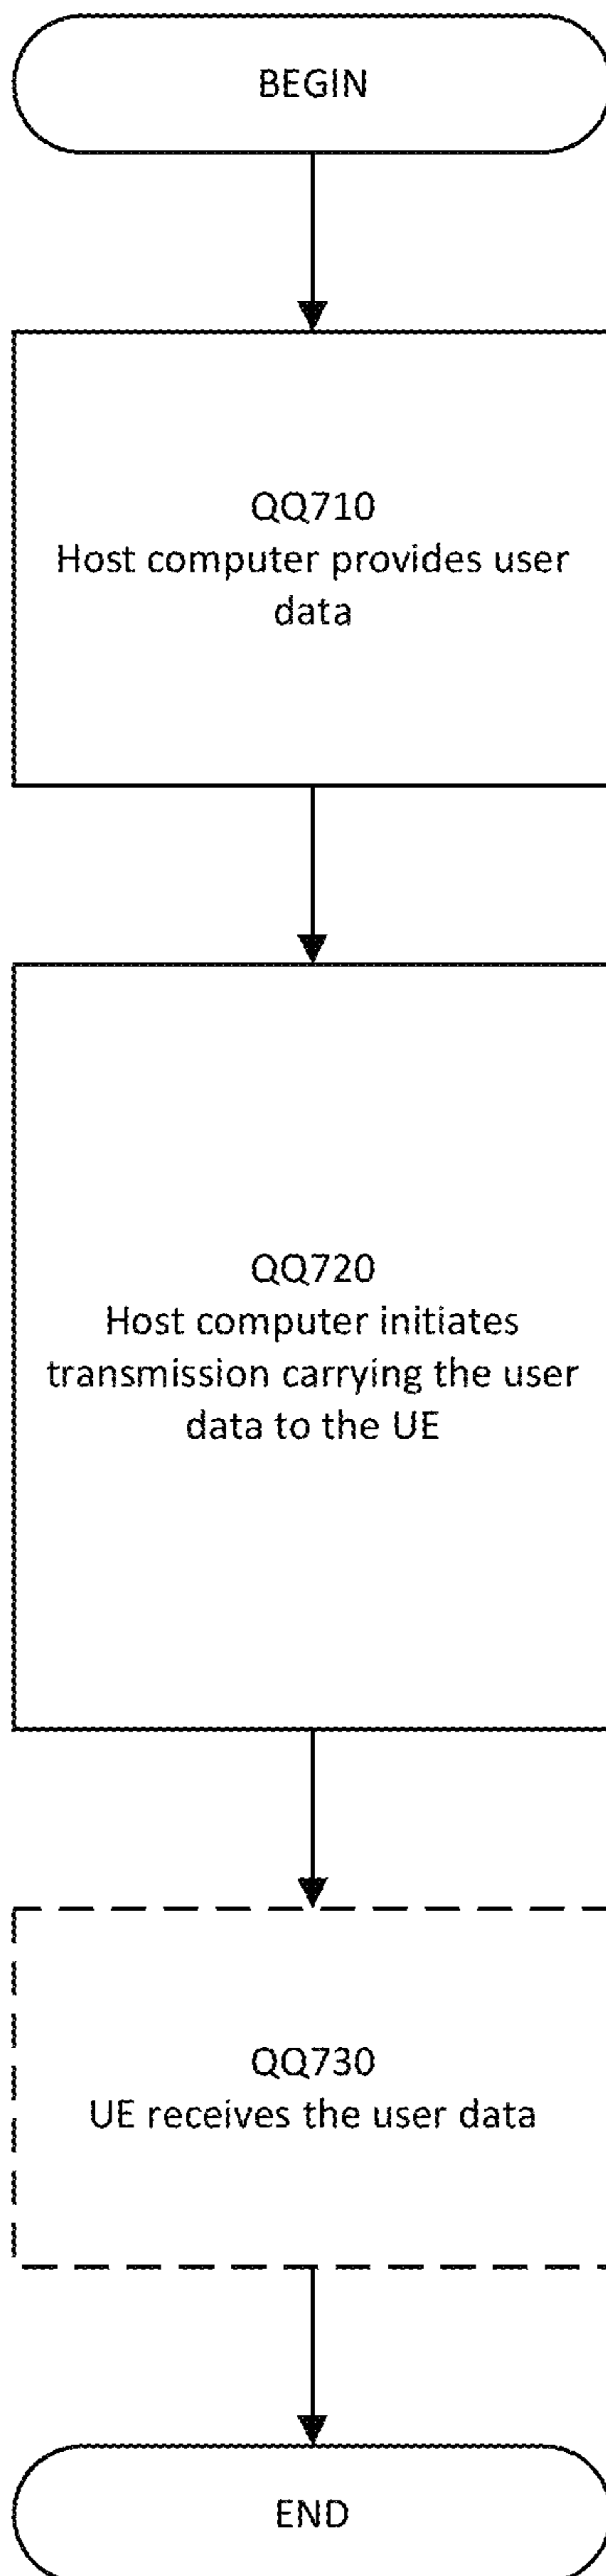 BEGIN
QQ710
Host computer provides user
data
QQ720
Host computer initiates
transmission carrying the user
data to the UE
QQ730
UE receives the user data
END